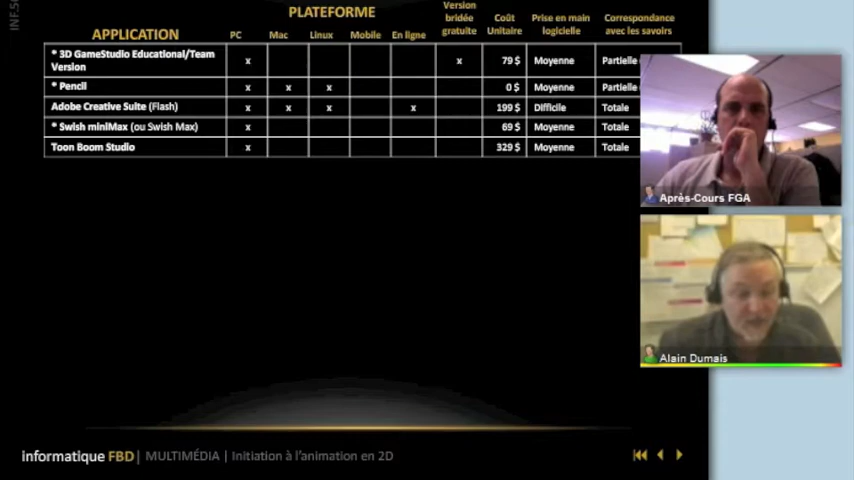 INF.50
PLATEFORME
Version bridée gratuite
Coût Unitaire
Prise en main logicielle
Correspondance avec les savoirs
APPLICATION
PC
Mac
Linux
Mobile
En ligne
* 3D GameStudio Educational/Team Version x x 79 $ Moyenne Partielle
* Pencil x x x 0 $ Moyenne Partielle
Adobe Creative Suite (Flash) x x x x 199 $ Difficile Totale
* Swish miniMax (ou Swish Max) x 69 $ Moyenne Totale
Toon Boom Studio x 329 $ Moyenne Totale
Après-Cours FGA
Alain Dumais
informatique FBD | MULTIMÉDIA | Initiation à l'animation en 2D